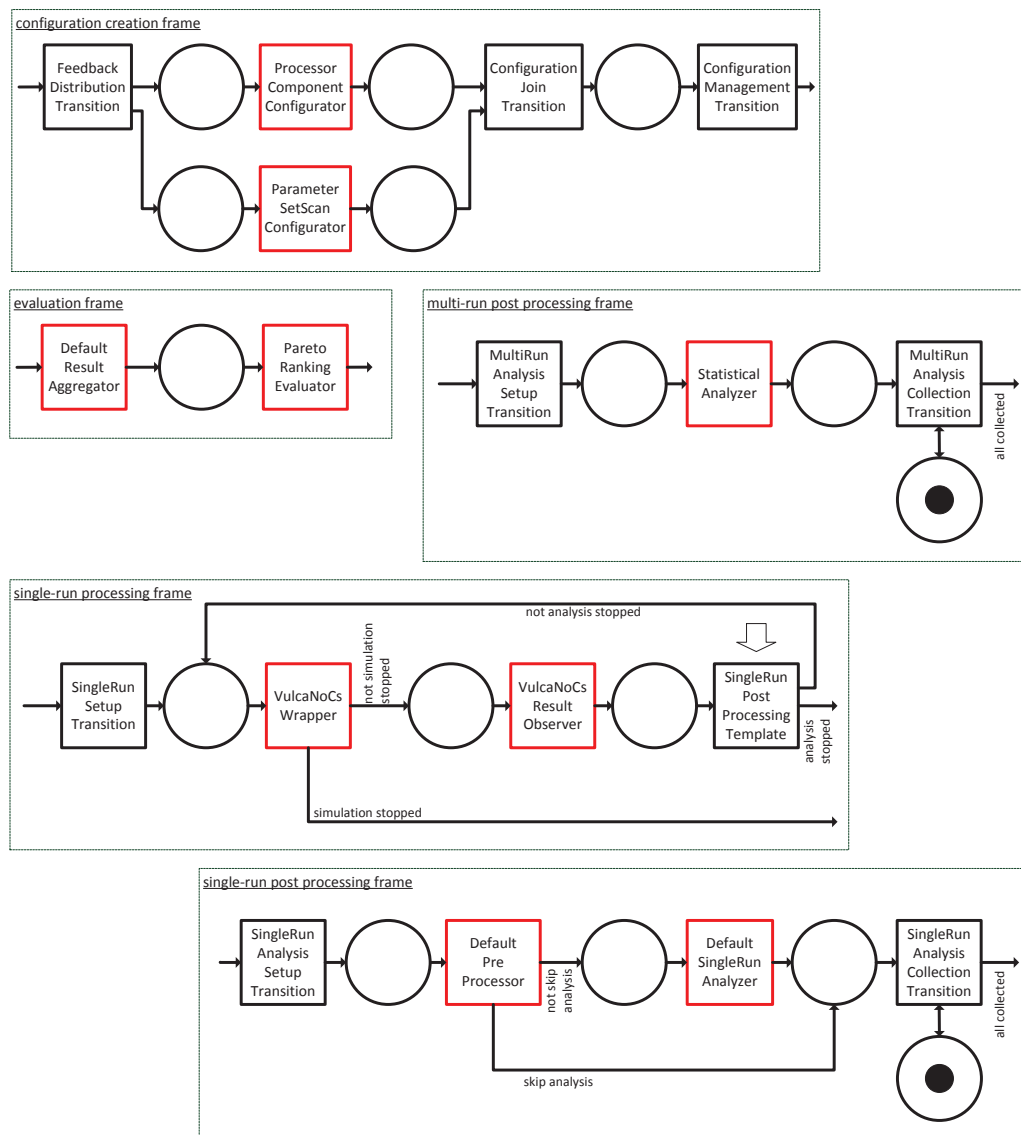 configuration creation frame
Feedback
Distribution
Transition
Processor
Component
Configurator
Configuration
Join
Transition
Configuration
Management
Transition
Parameter
SetScan
Configurator
evaluation frame
Default
Result
Aggregator
Pareto
Ranking
Evaluator
multi-run post processing frame
MultiRun
Analysis
Setup
Transition
Statistical
Analyzer
MultiRun
Analysis
Collection
Transition
all collected
single-run processing frame
not analysis stopped
SingleRun
Setup
Transition
VulcaNoCs
Wrapper
not simulation
stopped
VulcaNoCs
Result
Observer
SingleRun
Post
Processing
Template
analysis
stopped
simulation stopped
single-run post processing frame
SingleRun
Analysis
Setup
Transition
Default
Pre
Processor
not skip
analysis
Default
SingleRun
Analyzer
SingleRun
Analysis
Collection
Transition
all collected
skip analysis